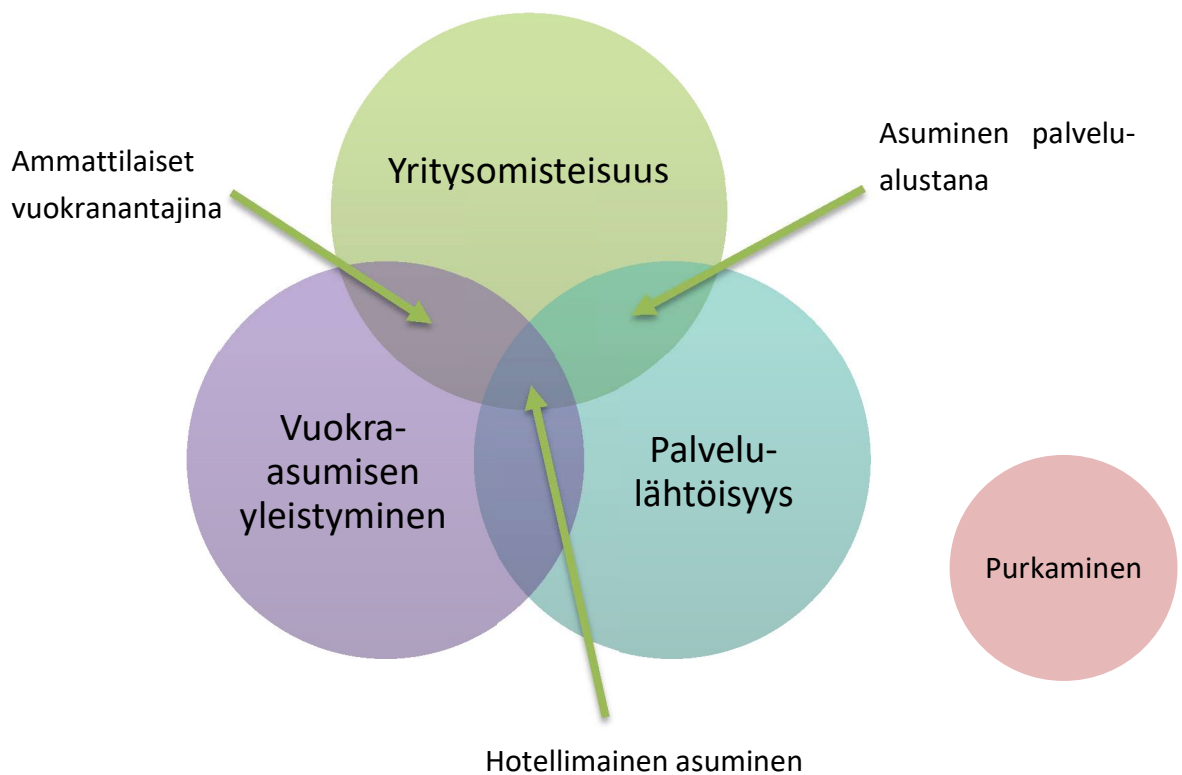 Ammattilaiset
vuokranantajina
Yritysomisteisuus
Asuminen palvelu-
alustana
Vuokra-
asumisen
yleistyminen
Palvelu-
lähtöisyys
Purkaminen
Hotellimainen asuminen